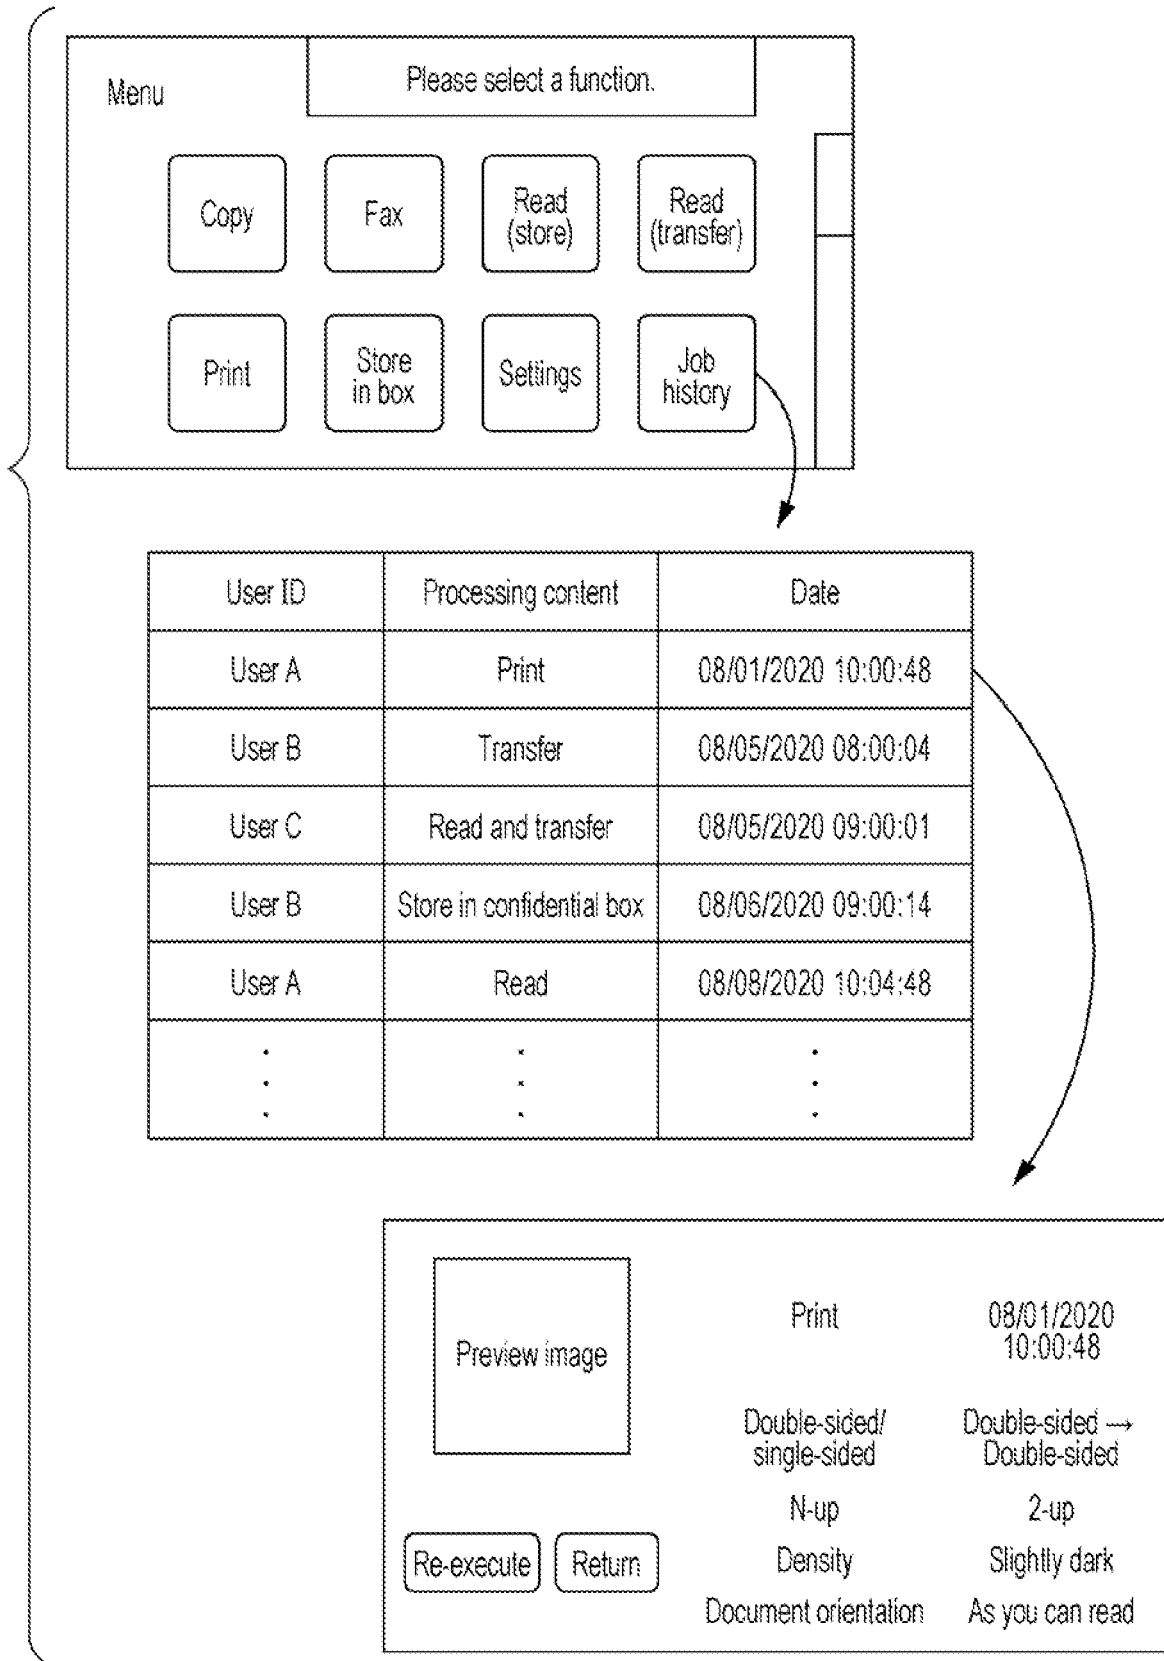 Menu
Please select a function.
Copy
Fax
Read
(store)
Read
(transfer)
Print
Store
in box
Settings
Job
history
User ID
Processing content
Date
User A
Print
08/01/2020 10:00:48
User B
Transfer
08/05/2020 08:00:04
User C
Read and transfer
08/05/2020 09:00:01
User B
Store in confidential box
08/06/2020 09:00:14
User A
Read
08/08/2020 10:04:48
Preview image
Print
08/01/2020
10:00:48
Double-sided/
single-sided
Double-sided →
Double-sided
N-up
2-up
Re-execute
Return
Density
Slightly dark
Document orientation
As you can read